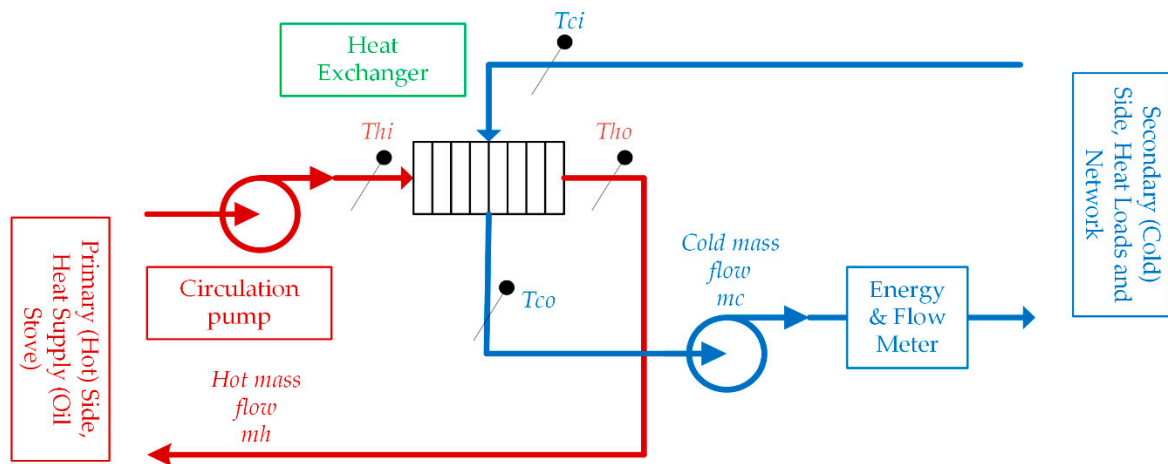 Tci
Heat
Exchanger
Thi
Tho
Secondary (Cold)
Side, Heat Loads and
Network
Primary (Hot) Side,
Heat Supply (Oil
Stove)
Circulation
pump
Tco
Cold mass
flow
mc
Energy
& Flow
Meter
Hot mass
flow
mh